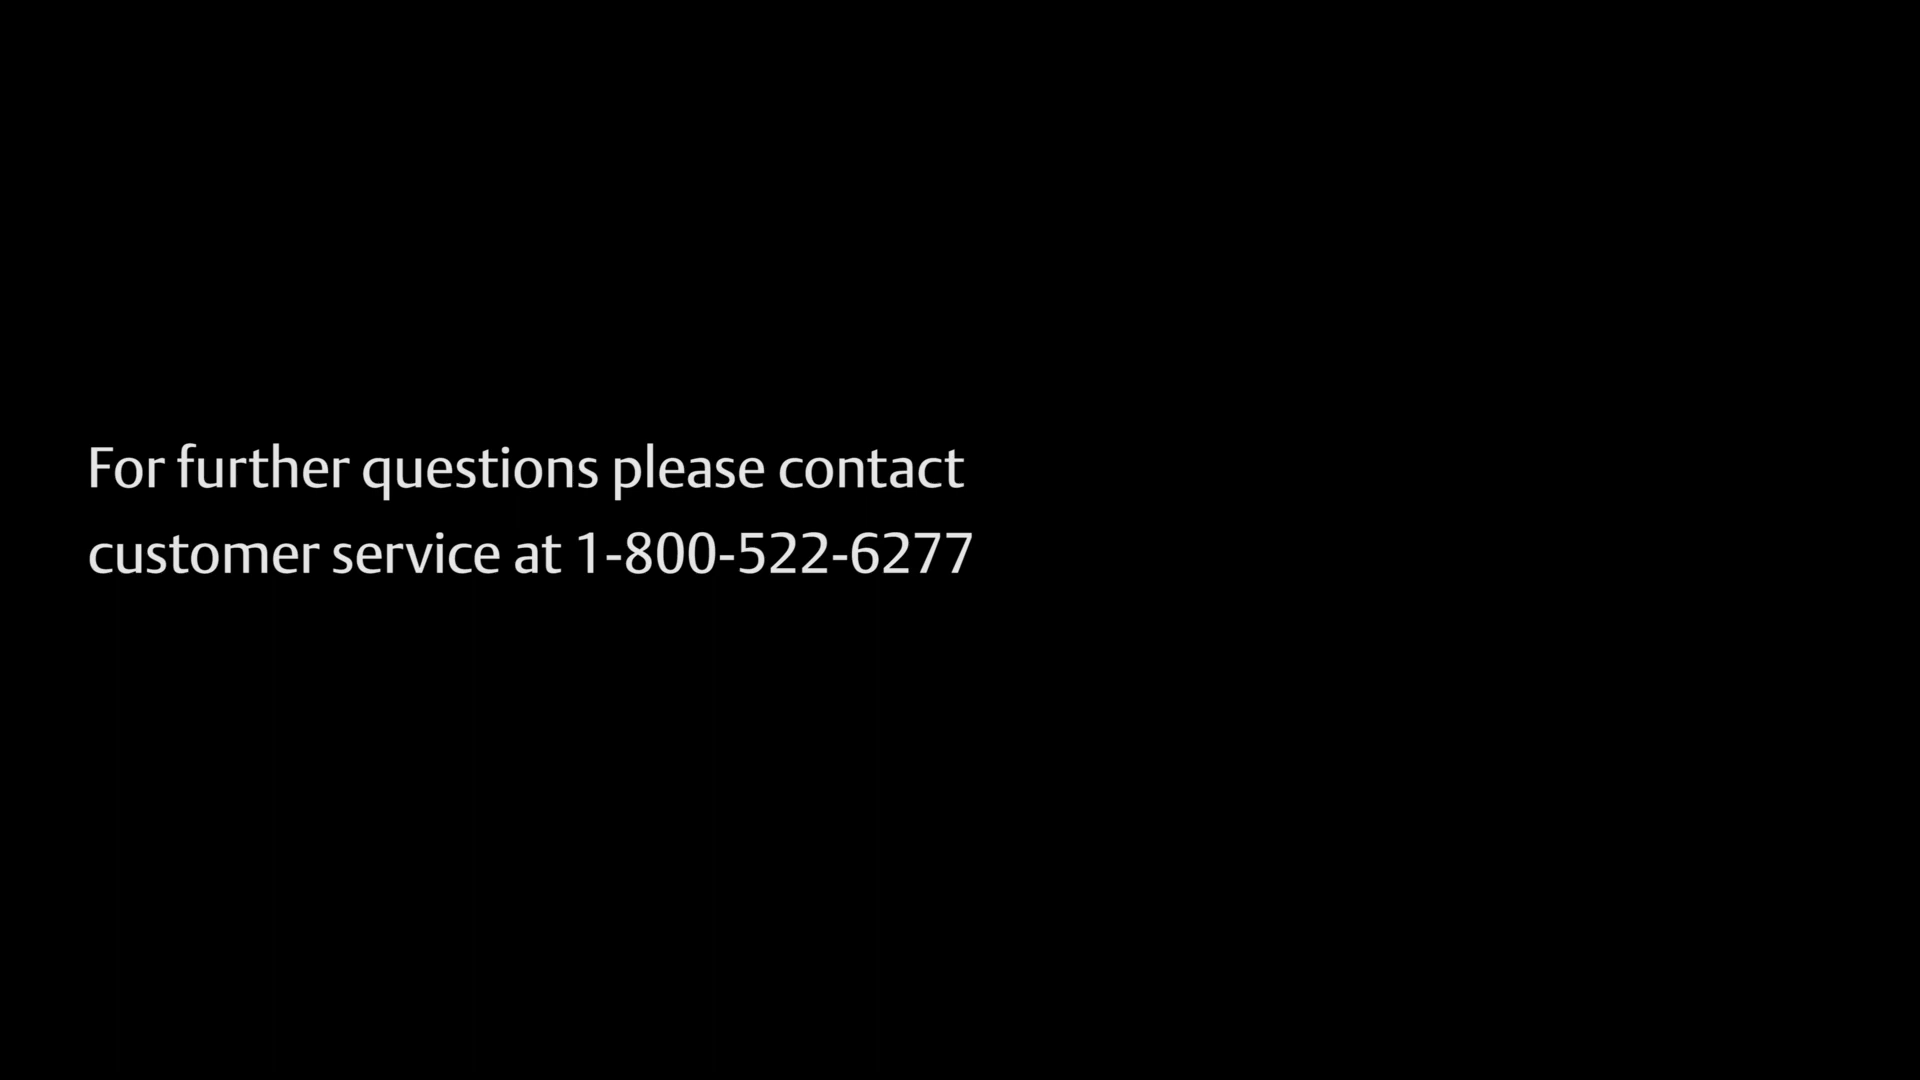 For further questions please contact
customer service at 1-800-522-6277